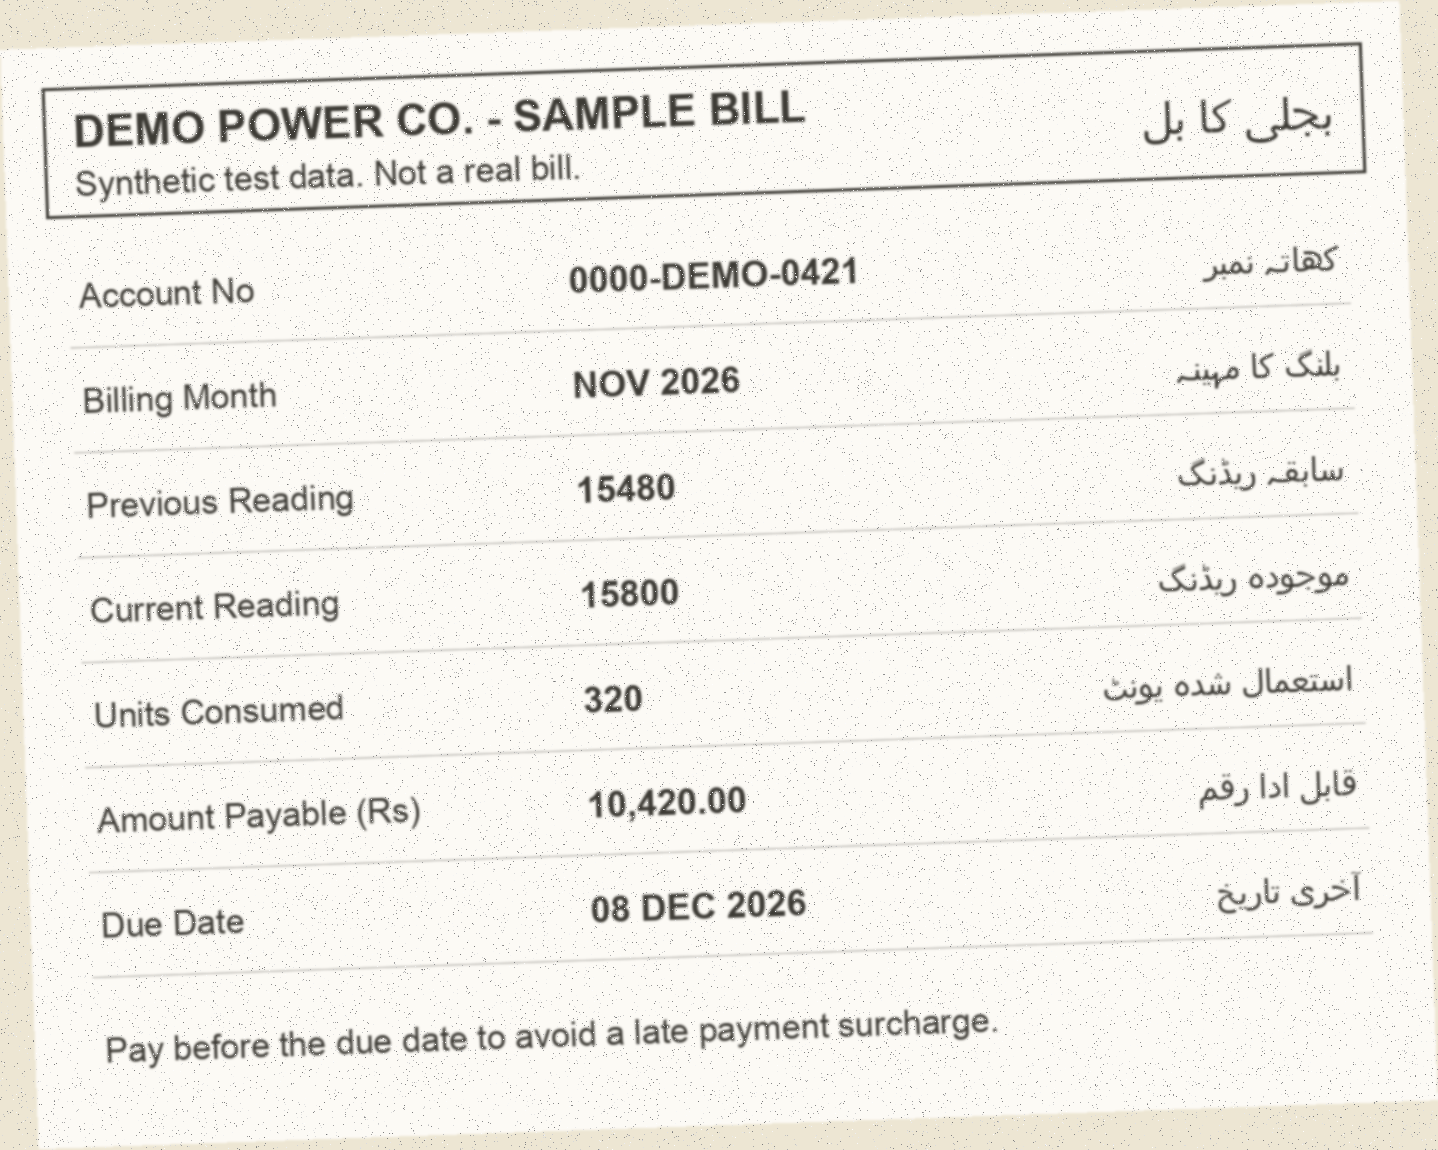 DEMO POWER CO. - SAMPLE BILL بجلی کا بل
Synthetic test data. Not a real bill.
Account No 0000-DEMO-0421 کھاتہ نمبر
Billing Month NOV 2026 بلنگ کا مہینہ
Previous Reading 15480 سابقہ ریڈنگ
Current Reading 15800 موجودہ ریڈنگ
Units Consumed 320 استعمال شدہ یونٹ
Amount Payable (Rs) 10,420.00 قابل ادا رقم
Due Date 08 DEC 2026 آخری تاریخ
Pay before the due date to avoid a late payment surcharge.